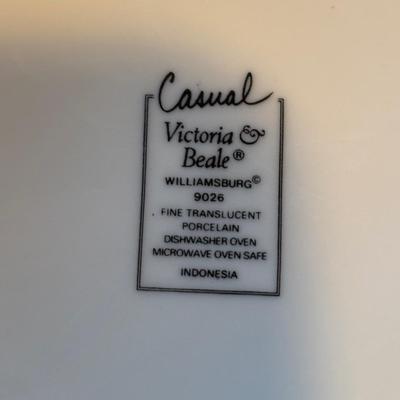 Casual
Victoria &
Beale®
WILLIAMSBURG©
9026
FINE TRANSLUCENT
PORCELAIN
DISHWASHER OVEN
MICROWAVE OVEN SAFE
INDONESIA